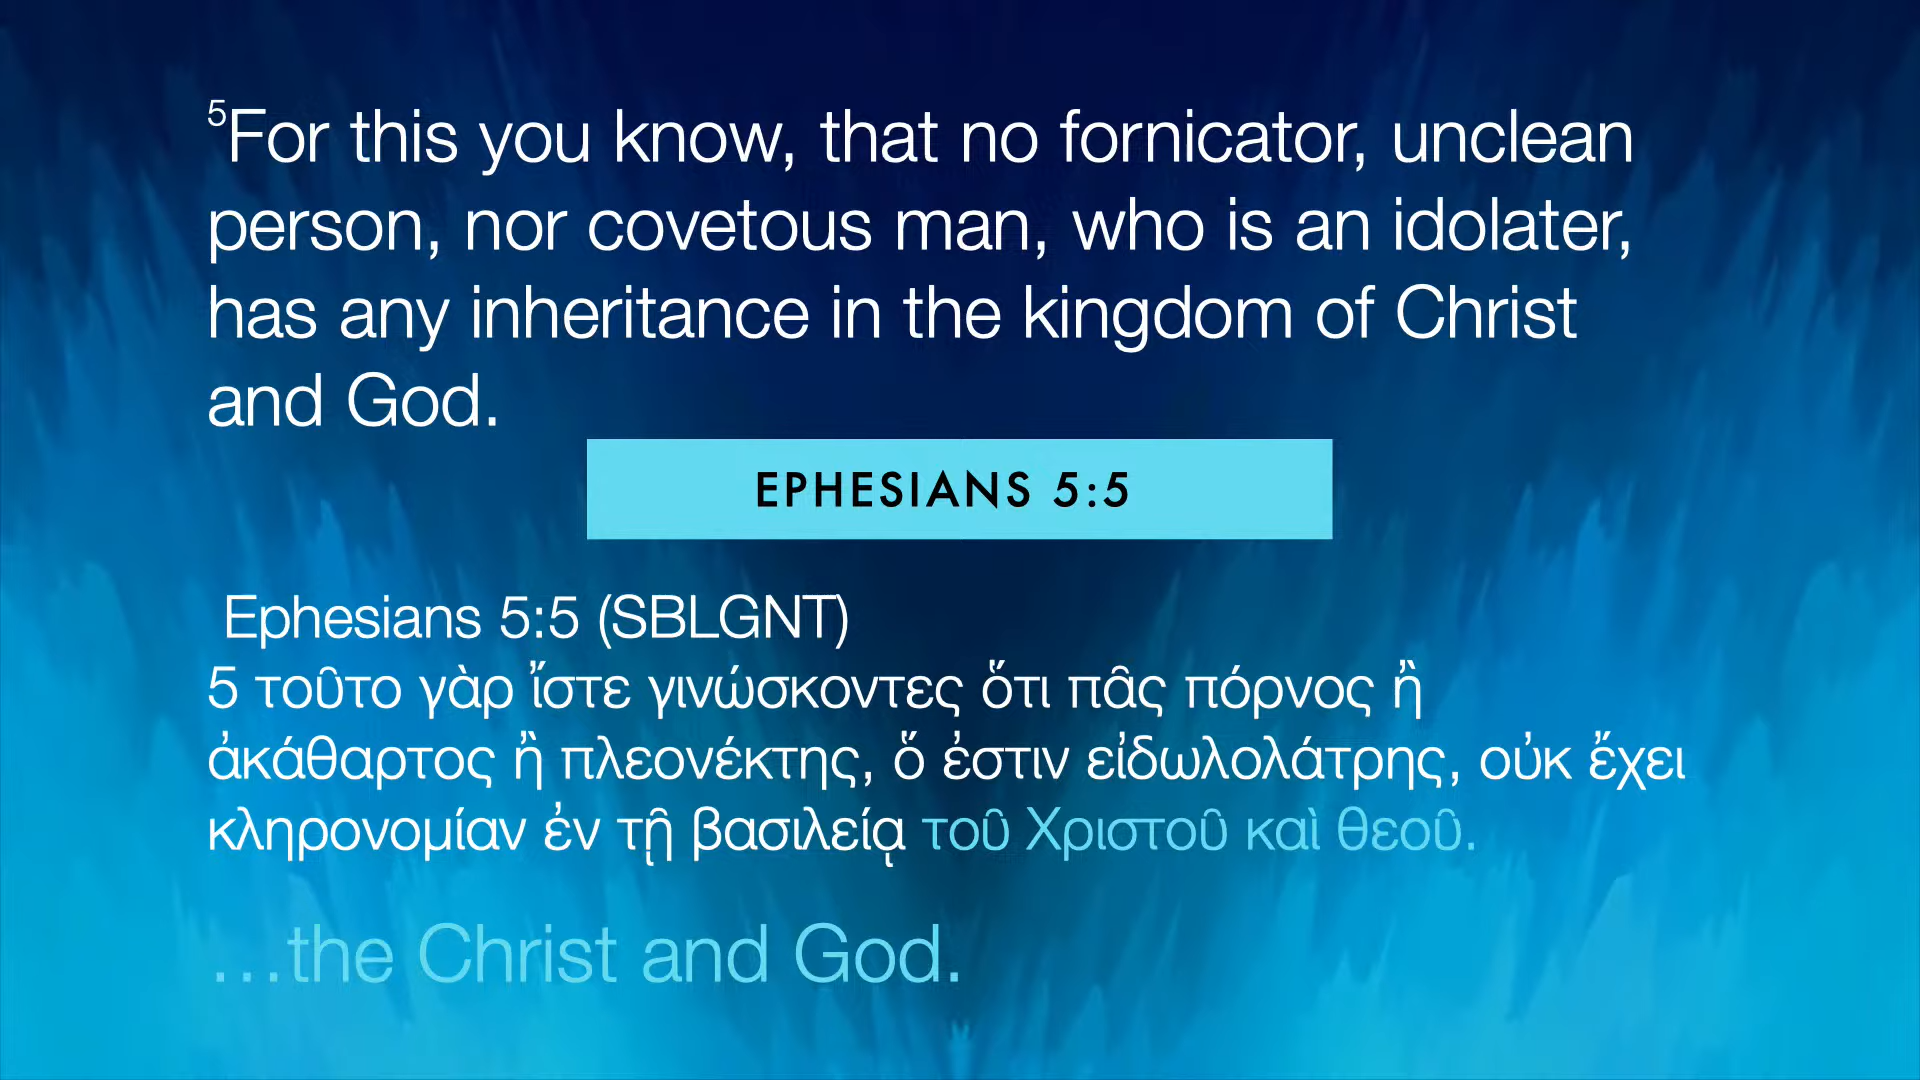 ⁵For this you know, that no fornicator, unclean
person, nor covetous man, who is an idolater,
has any inheritance in the kingdom of Christ
and God.
EPHESIANS 5:5
Ephesians 5:5 (SBLGNT)
5 τοῦτο γὰρ ἴστε γινώσκοντες ὅτι πᾶς πόρνος ἢ
ἀκάθαρτος ἢ πλεονέκτης, ὅ ἐστιν εἰδωλολάτρης, οὐκ ἔχει
κληρονομίαν ἐν τῇ βασιλείᾳ τοῦ Χριστοῦ καὶ θεοῦ.
…the Christ and God.